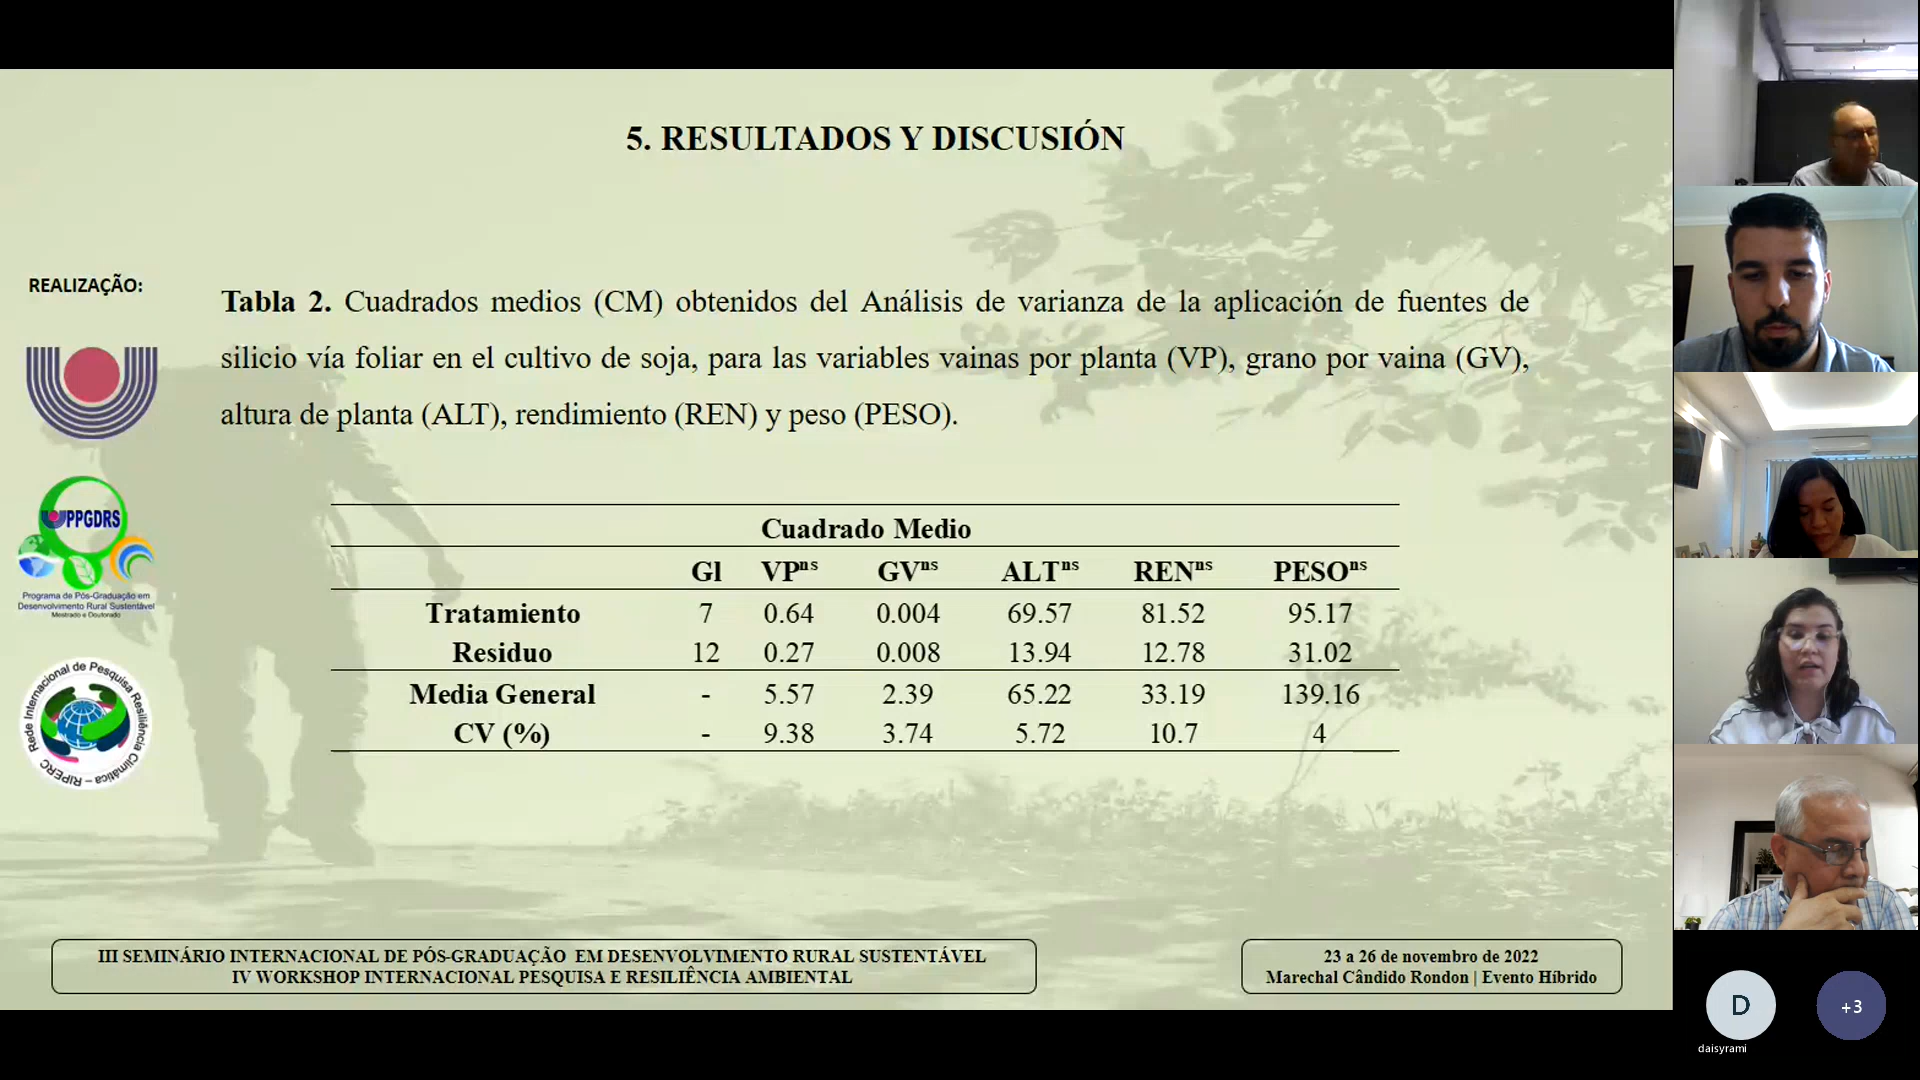 5. RESULTADOS Y DISCUSIÓN
REALIZAÇÃO:
Tabla 2. Cuadrados medios (CM) obtenidos del Análisis de varianza de la aplicación de fuentes de
silicio vía foliar en el cultivo de soja, para las variables vainas por planta (VP), grano por vaina (GV),
altura de planta (ALT), rendimiento (REN) y peso (PESO).
PPGDRS
Programa de Pós-Graduação em
Desenvolvimento Rural Sustentável
Mestrado e Doutorado
Rede Internacional de Pesquisa Resiliência Climática – RIPERC
Cuadrado Medio
Gl VPns GVns ALTns RENns PESOns
Tratamiento 7 0.64 0.004 69.57 81.52 95.17
Residuo 12 0.27 0.008 13.94 12.78 31.02
Media General - 5.57 2.39 65.22 33.19 139.16
CV (%) - 9.38 3.74 5.72 10.7 4
III SEMINÁRIO INTERNACIONAL DE PÓS-GRADUAÇÃO EM DESENVOLVIMENTO RURAL SUSTENTÁVEL
IV WORKSHOP INTERNACIONAL PESQUISA E RESILIÊNCIA AMBIENTAL
23 a 26 de novembro de 2022
Marechal Cândido Rondon | Evento Híbrido
D
+3
daisyrami